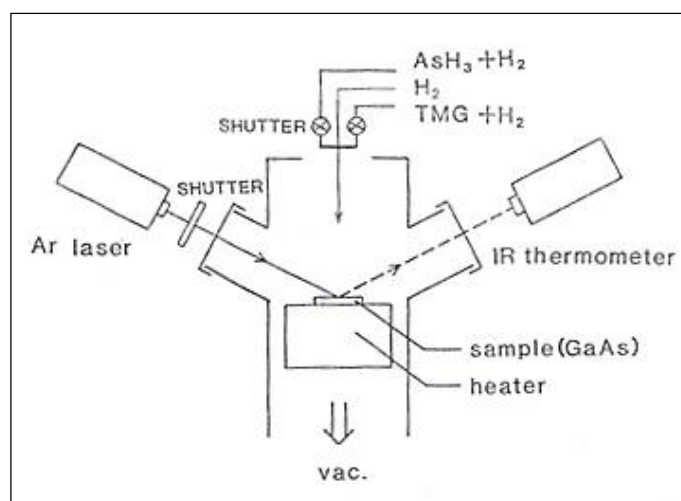 AsH₃ +H₂
H₂
TMG +H₂
SHUTTER
SHUTTER
Ar laser
IR thermometer
sample(GaAs)
heater
vac.